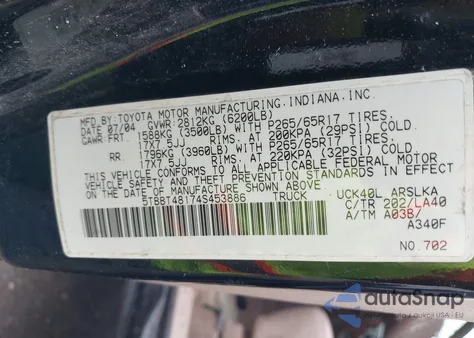 MFD. BY: TOYOTA MOTOR MANUFACTURING, INDIANA, INC.
DATE: 07/04 GVWR: 2812KG (6200LB)
GAWR: FRT. 1588KG (3500LB) P265/65R17 TIRES,
17X7.5JJ RIMS, AT 200KPA (29PSI) COLD
RR. 1796KG (3960LB) P265/65R17 TIRES,
17X7.5JJ RIMS, AT 220KPA (32PSI) COLD
THIS VEHICLE CONFORMS TO ALL APPLICABLE FEDERAL MOTOR
VEHICLE SAFETY AND THEFT PREVENTION STANDARDS IN EFFECT
ON THE DATE OF MANUFACTURE SHOWN ABOVE.
5TBBT48174S453886 TRUCK UCK40L ARSLKA
C/TR 202/LA40
A/TM A03B/
A340F
NO. 702
autosnap
Aukcje USA - EU